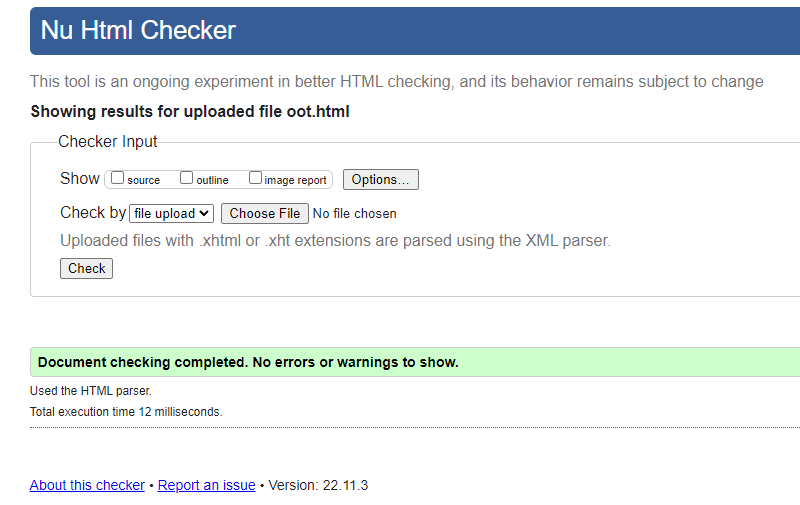 Nu Html Checker
This tool is an ongoing experiment in better HTML checking, and its behavior remains subject to change
Showing results for uploaded file oot.html
Checker Input
Show source outline image report Options...
Check by file upload Choose File No file chosen
Uploaded files with .xhtml or .xht extensions are parsed using the XML parser.
Check
Document checking completed. No errors or warnings to show.
Used the HTML parser.
Total execution time 12 milliseconds.
About this checker • Report an issue • Version: 22.11.3